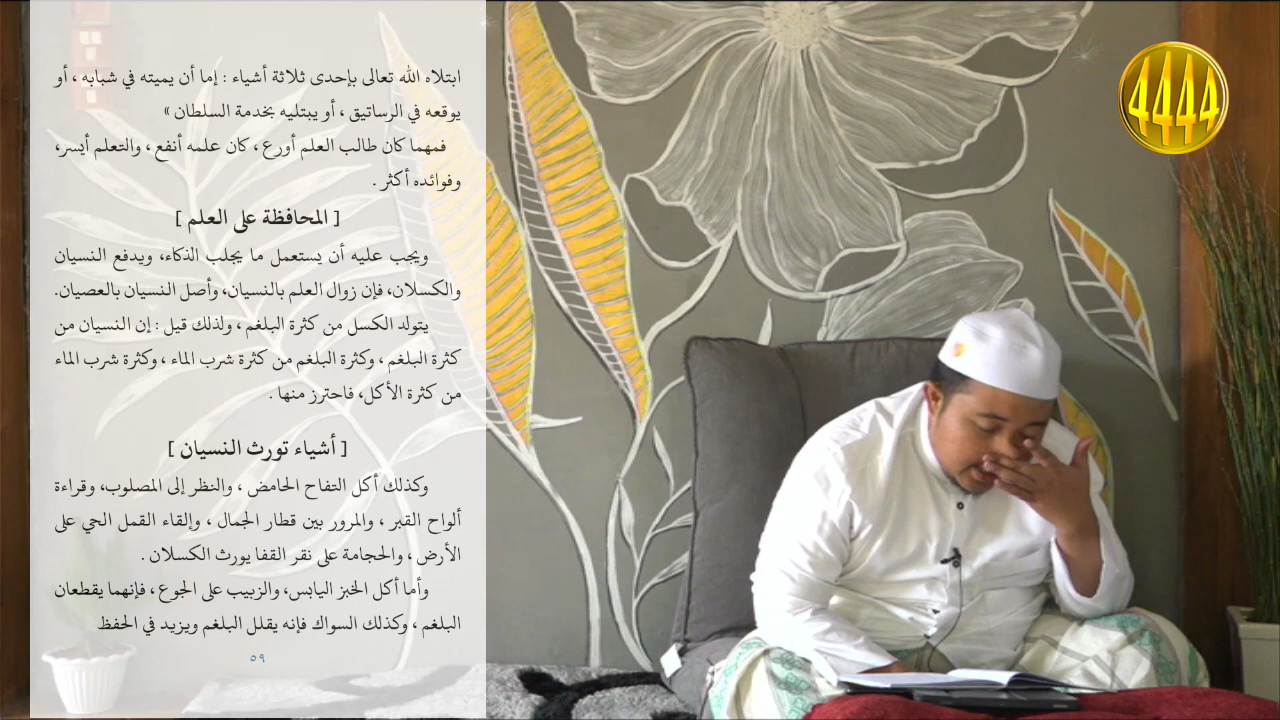 ابتلاه الله تعالى بإحدى ثلاثة أشياء : إما أن يميته في شبابه ، أو
يوقعه في الرساتيق ، أو يبتليه بخدمة السلطان »
فمهما كان طالب العلم أورع ، كان علمه أنفع ، والتعلم أيسر،
وفوائده أكثر .
[ المحافظة على العلم ]
ويجب عليه أن يستعمل ما يجلب الذكاء، ويدفع النسيان
والكسلان، فإن زوال العلم بالنسيان، وأصل النسيان بالعصيان.
يتولد الكسل من كثرة البلغم ، ولذلك قيل : إن النسيان من
كثرة البلغم ، وكثرة البلغم من كثرة شرب الماء ، وكثرة شرب الماء
من كثرة الأكل، فاحترز منها .
[ أشياء تورث النسيان ]
وكذلك أكل التفاح الحامض ، والنظر إلى المصلوب، وقراءة
ألواح القبر ، والمرور بين قطار الجمال ، وإلقاء القمل الحي على
الأرض ، والحجامة على نقر القفا يورث الكسلان .
وأما أكل الخبز اليابس، والزبيب على الجوع ، فإنهما يقطعان
البلغم ، وكذلك السواك فإنه يقلل البلغم ويزيد في الحفظ
٥٩
4444